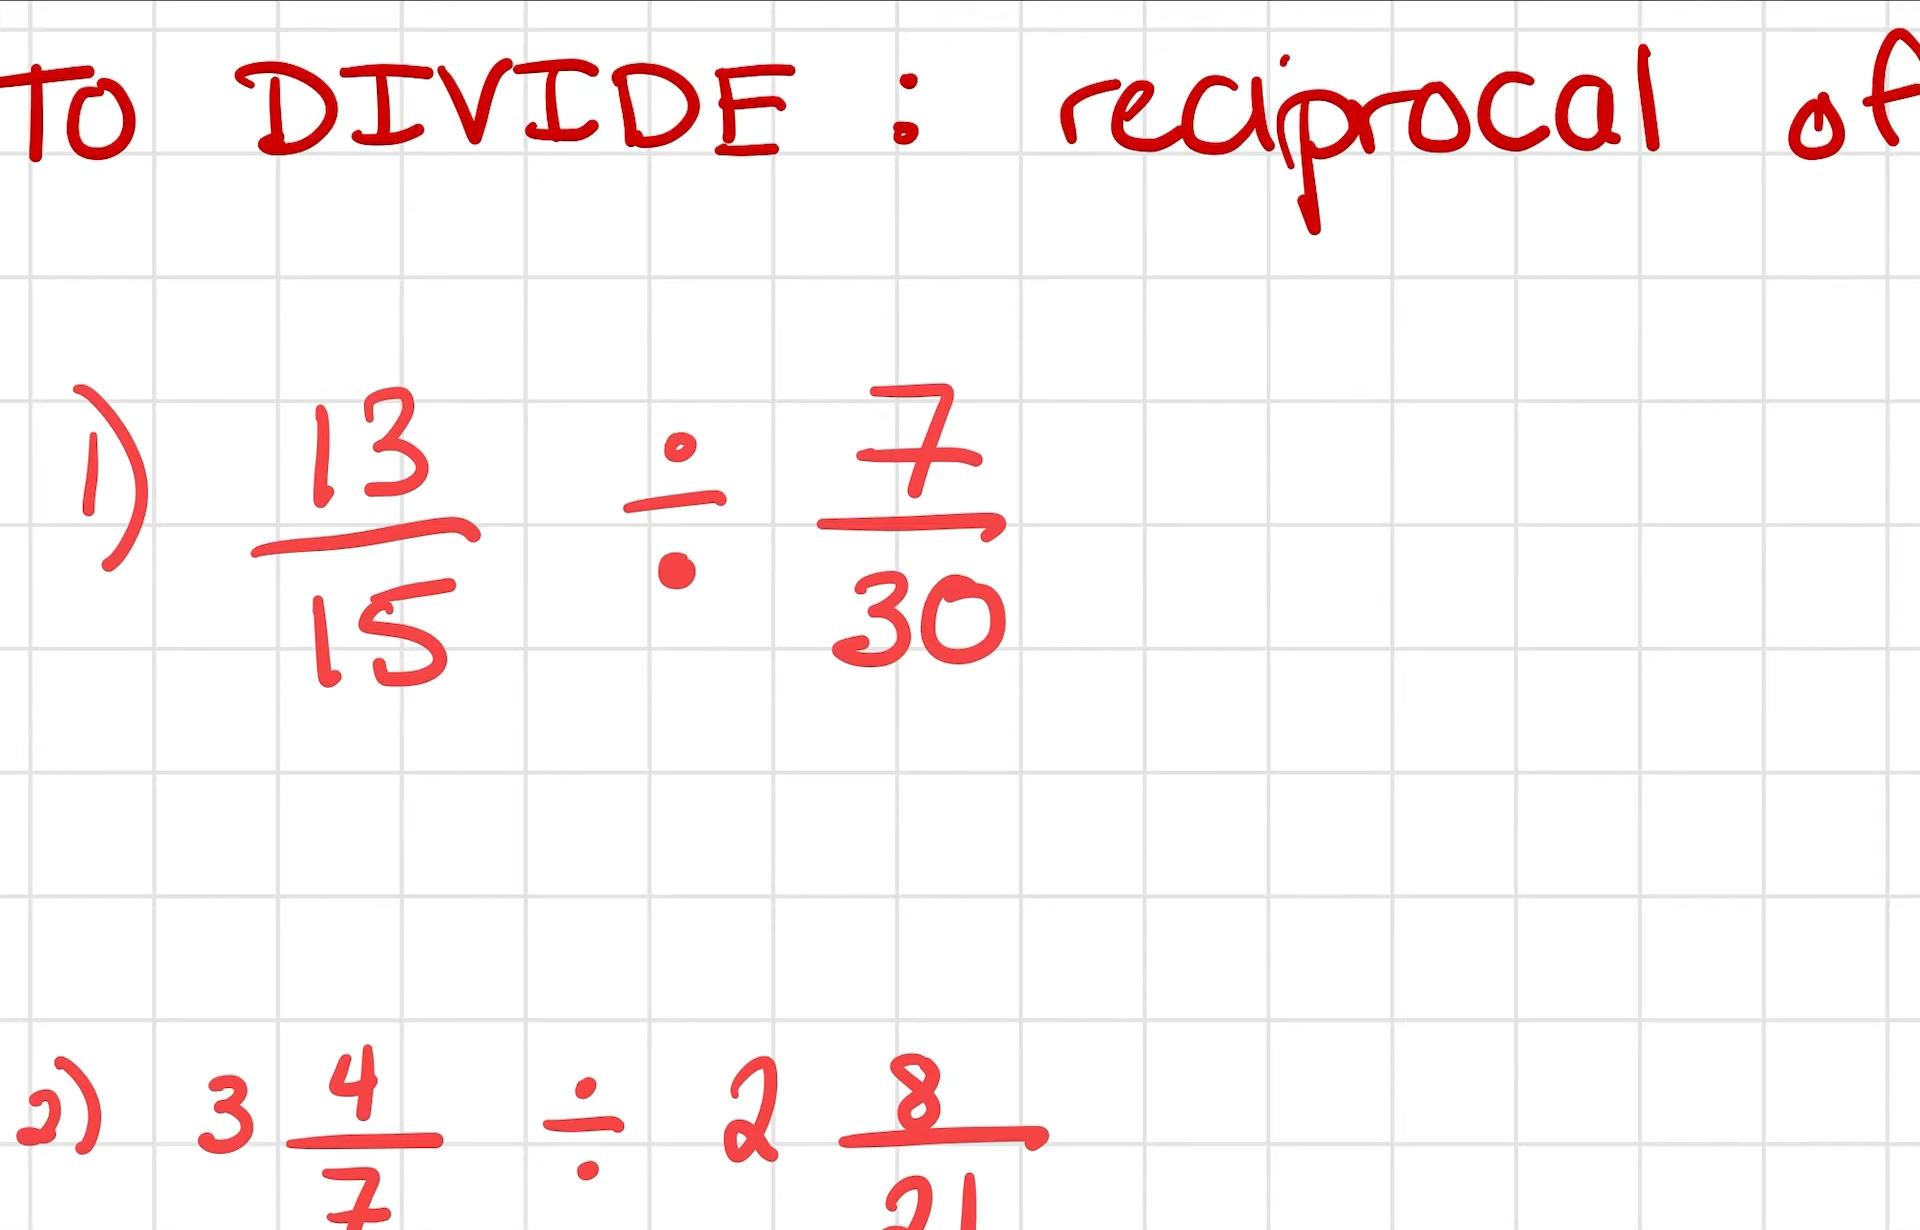 TO DIVIDE : reciprocal of
1) 13/15 ÷ 7/30
2) 3 4/7 ÷ 2 8/21